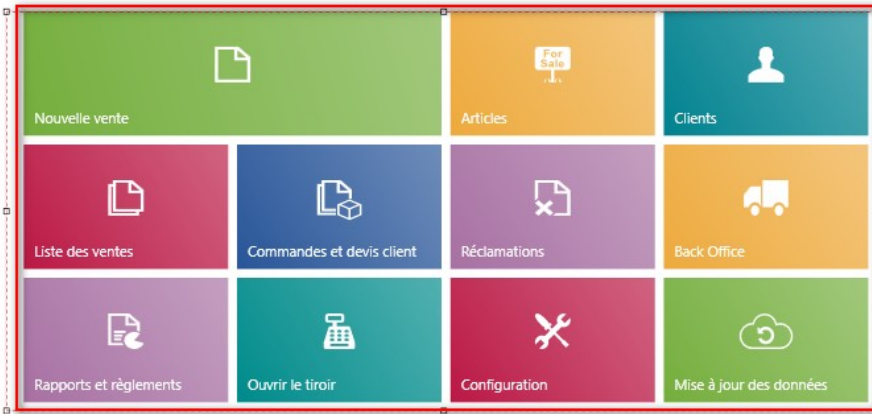 For
Sale
Nouvelle vente
Articles
Clients
Liste des ventes
Commandes et devis client
Réclamations
Back Office
Rapports et règlements
Ouvrir le tiroir
Configuration
Mise à jour des données